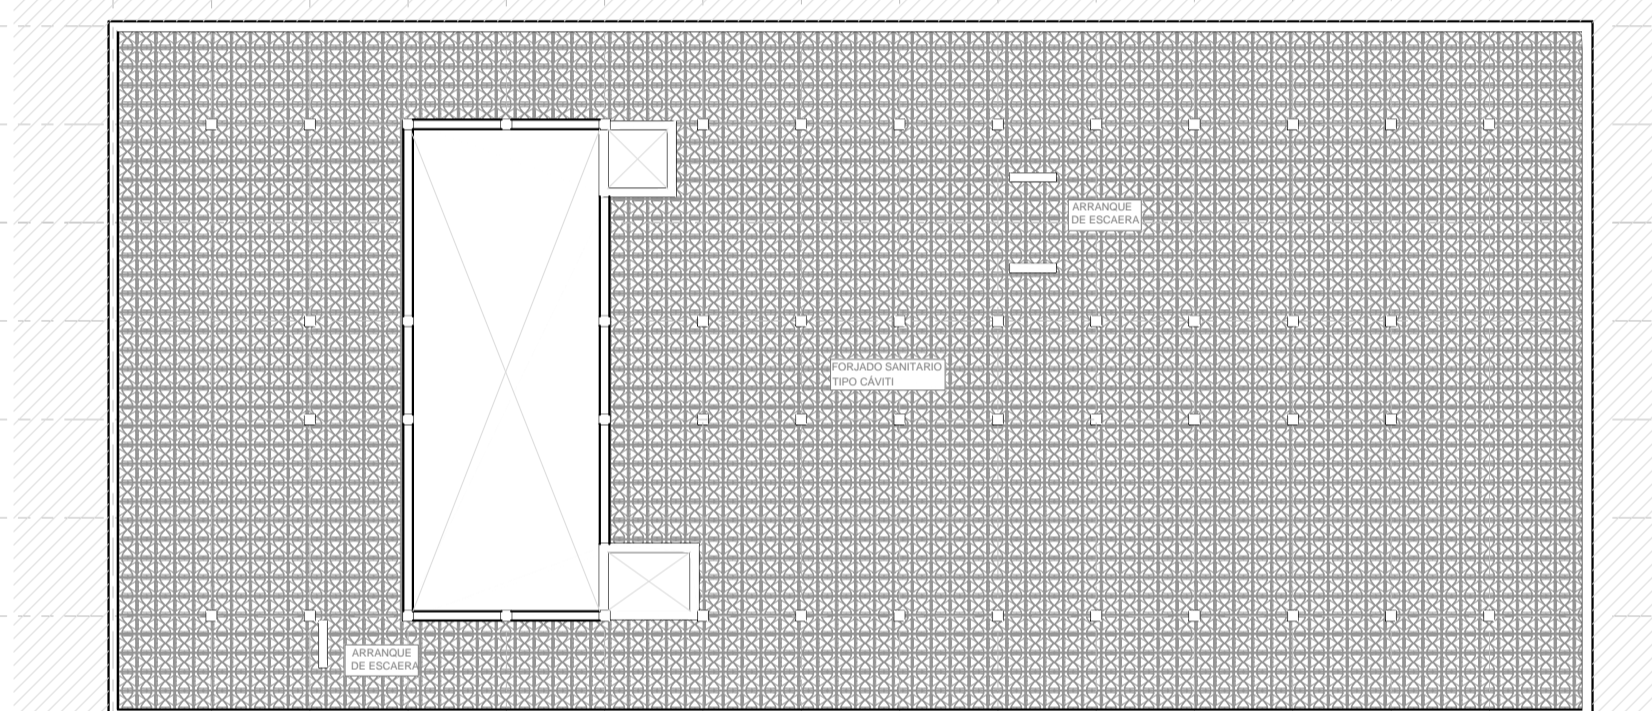 ARRANQUE
DE ESCAERA
FORJADO SANITARIO
TIPO CÁVITI
ARRANQUE
DE ESCAERA